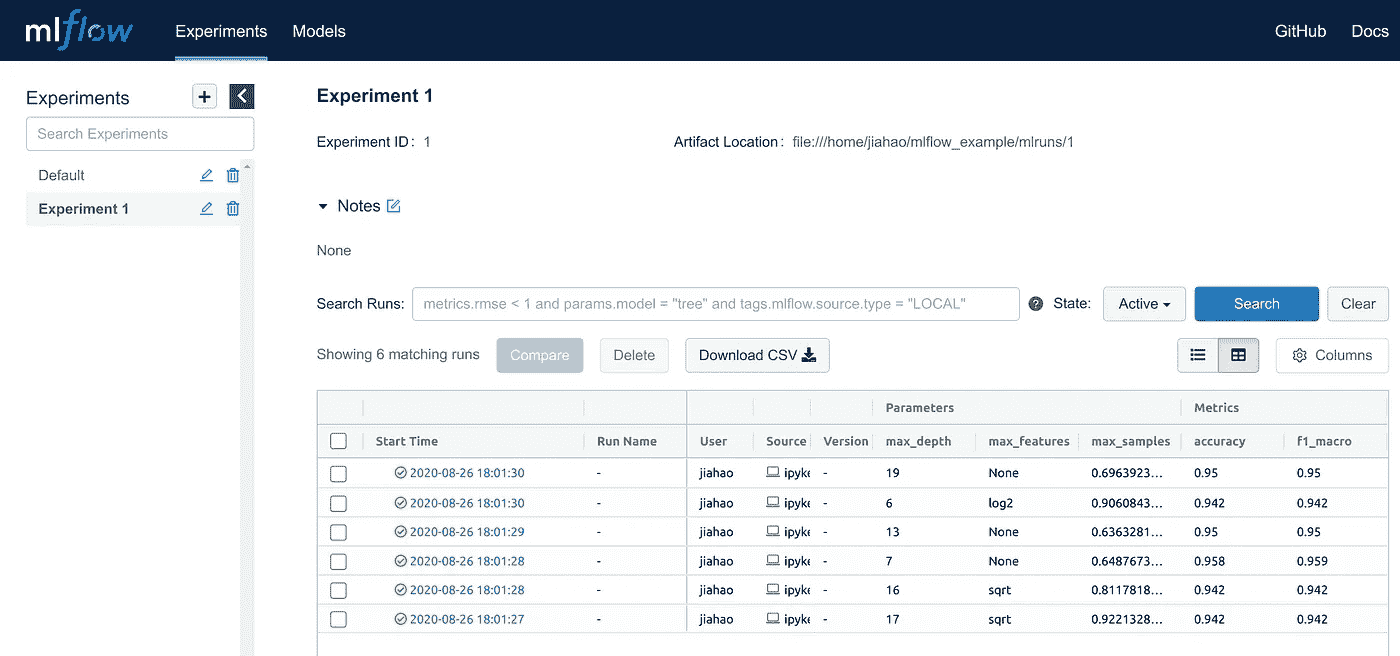 mlflow Experiments Models GitHub Docs
Experiments +
Search Experiments
Default
Experiment 1
Experiment 1
Experiment ID: 1 Artifact Location: file:///home/jiahao/mlflow_example/mlruns/1
Notes
None
Search Runs: metrics.rmse < 1 and params.model = "tree" and tags.mlflow.source.type = "LOCAL" ? State: Active Search Clear
Showing 6 matching runs Compare Delete Download CSV Columns
Parameters Metrics
Start Time Run Name User Source Version max_depth max_features max_samples accuracy f1_macro
2020-08-26 18:01:30 - jiahao ipyke - 19 None 0.6963923... 0.95 0.95
2020-08-26 18:01:30 - jiahao ipyke - 6 log2 0.9060843... 0.942 0.942
2020-08-26 18:01:29 - jiahao ipyke - 13 None 0.6363281... 0.95 0.95
2020-08-26 18:01:28 - jiahao ipyke - 7 None 0.6487673... 0.958 0.959
2020-08-26 18:01:28 - jiahao ipyke - 16 sqrt 0.8117818... 0.942 0.942
2020-08-26 18:01:27 - jiahao ipyke - 17 sqrt 0.9221328... 0.942 0.942